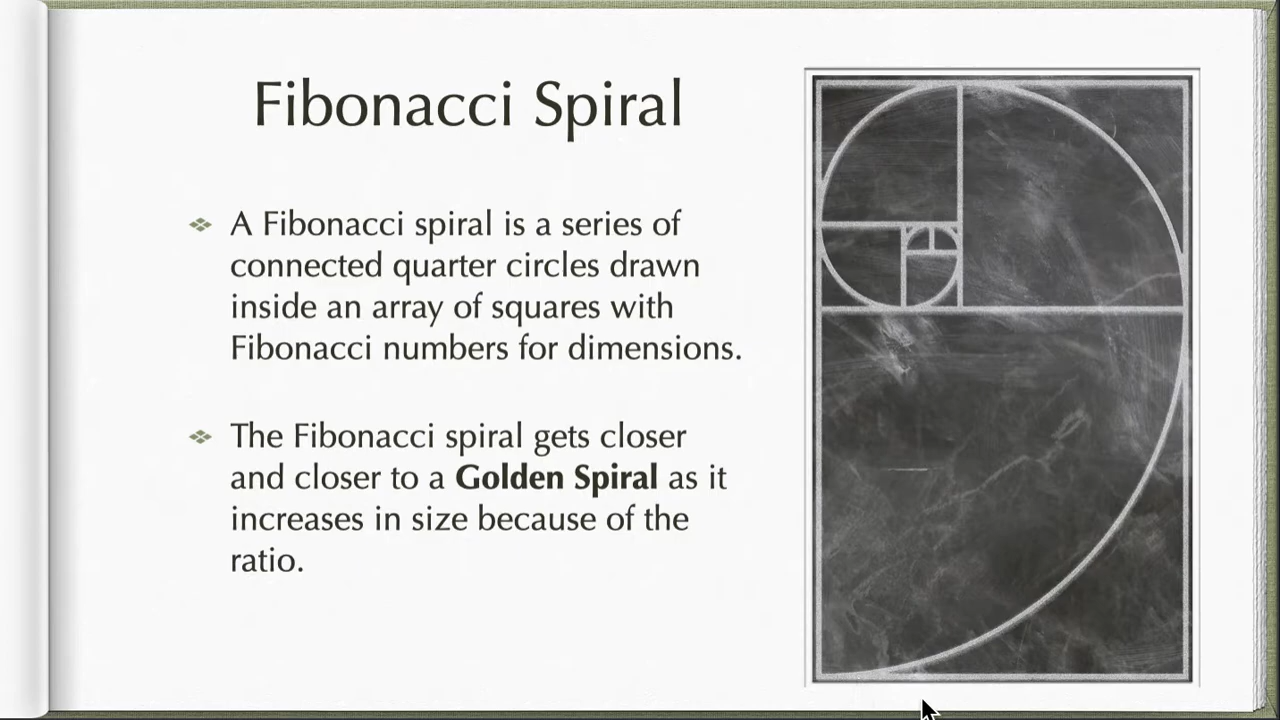 Fibonacci Spiral
A Fibonacci spiral is a series of
connected quarter circles drawn
inside an array of squares with
Fibonacci numbers for dimensions.
The Fibonacci spiral gets closer
and closer to a Golden Spiral as it
increases in size because of the
ratio.